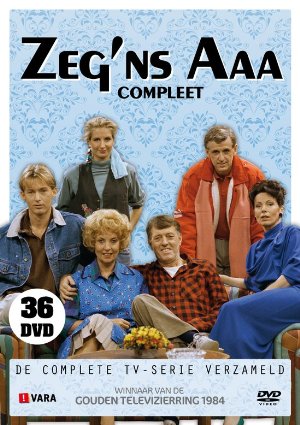 ZEG'NS AAA
COMPLEET
36
DVD
DE COMPLETE TV-SERIE VERZAMELD
VARA
WINNAAR VAN DE
GOUDEN TELEVIZIERRING 1984
DVD
VIDEO